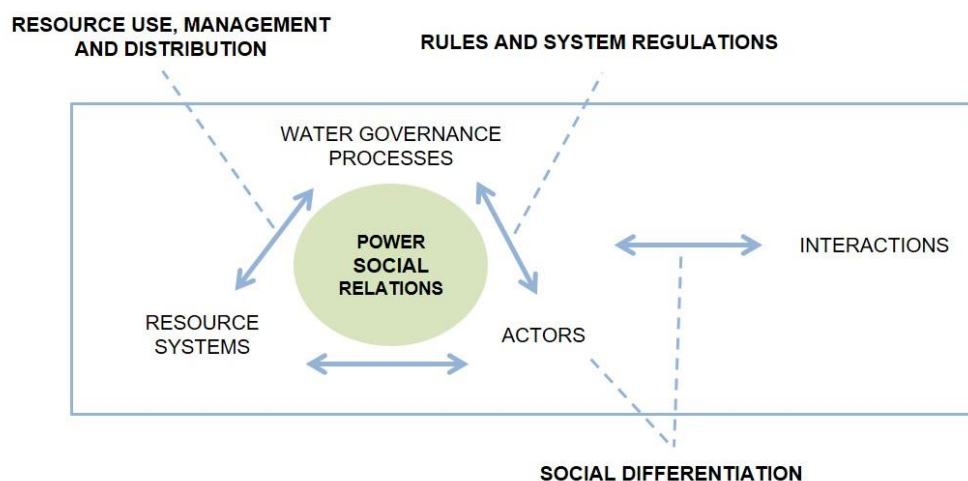 RESOURCE USE, MANAGEMENT
AND DISTRIBUTION
RULES AND SYSTEM REGULATIONS
WATER GOVERNANCE
PROCESSES
POWER
SOCIAL
RELATIONS
INTERACTIONS
RESOURCE
SYSTEMS
ACTORS
SOCIAL DIFFERENTIATION